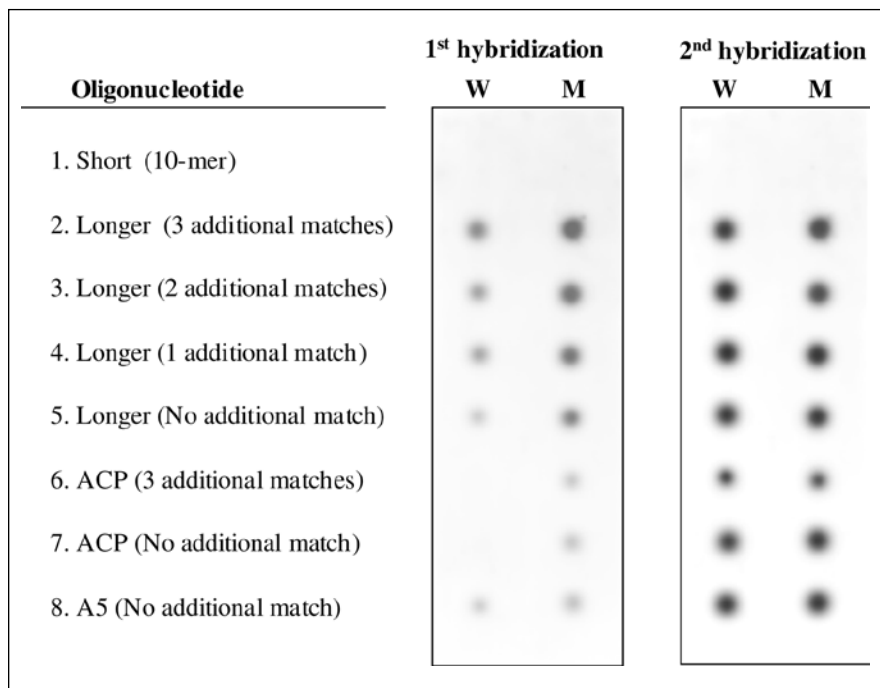 1st hybridization 2nd hybridization
Oligonucleotide W M W M
1. Short (10-mer)
2. Longer (3 additional matches)
3. Longer (2 additional matches)
4. Longer (1 additional match)
5. Longer (No additional match)
6. ACP (3 additional matches)
7. ACP (No additional match)
8. A5 (No additional match)